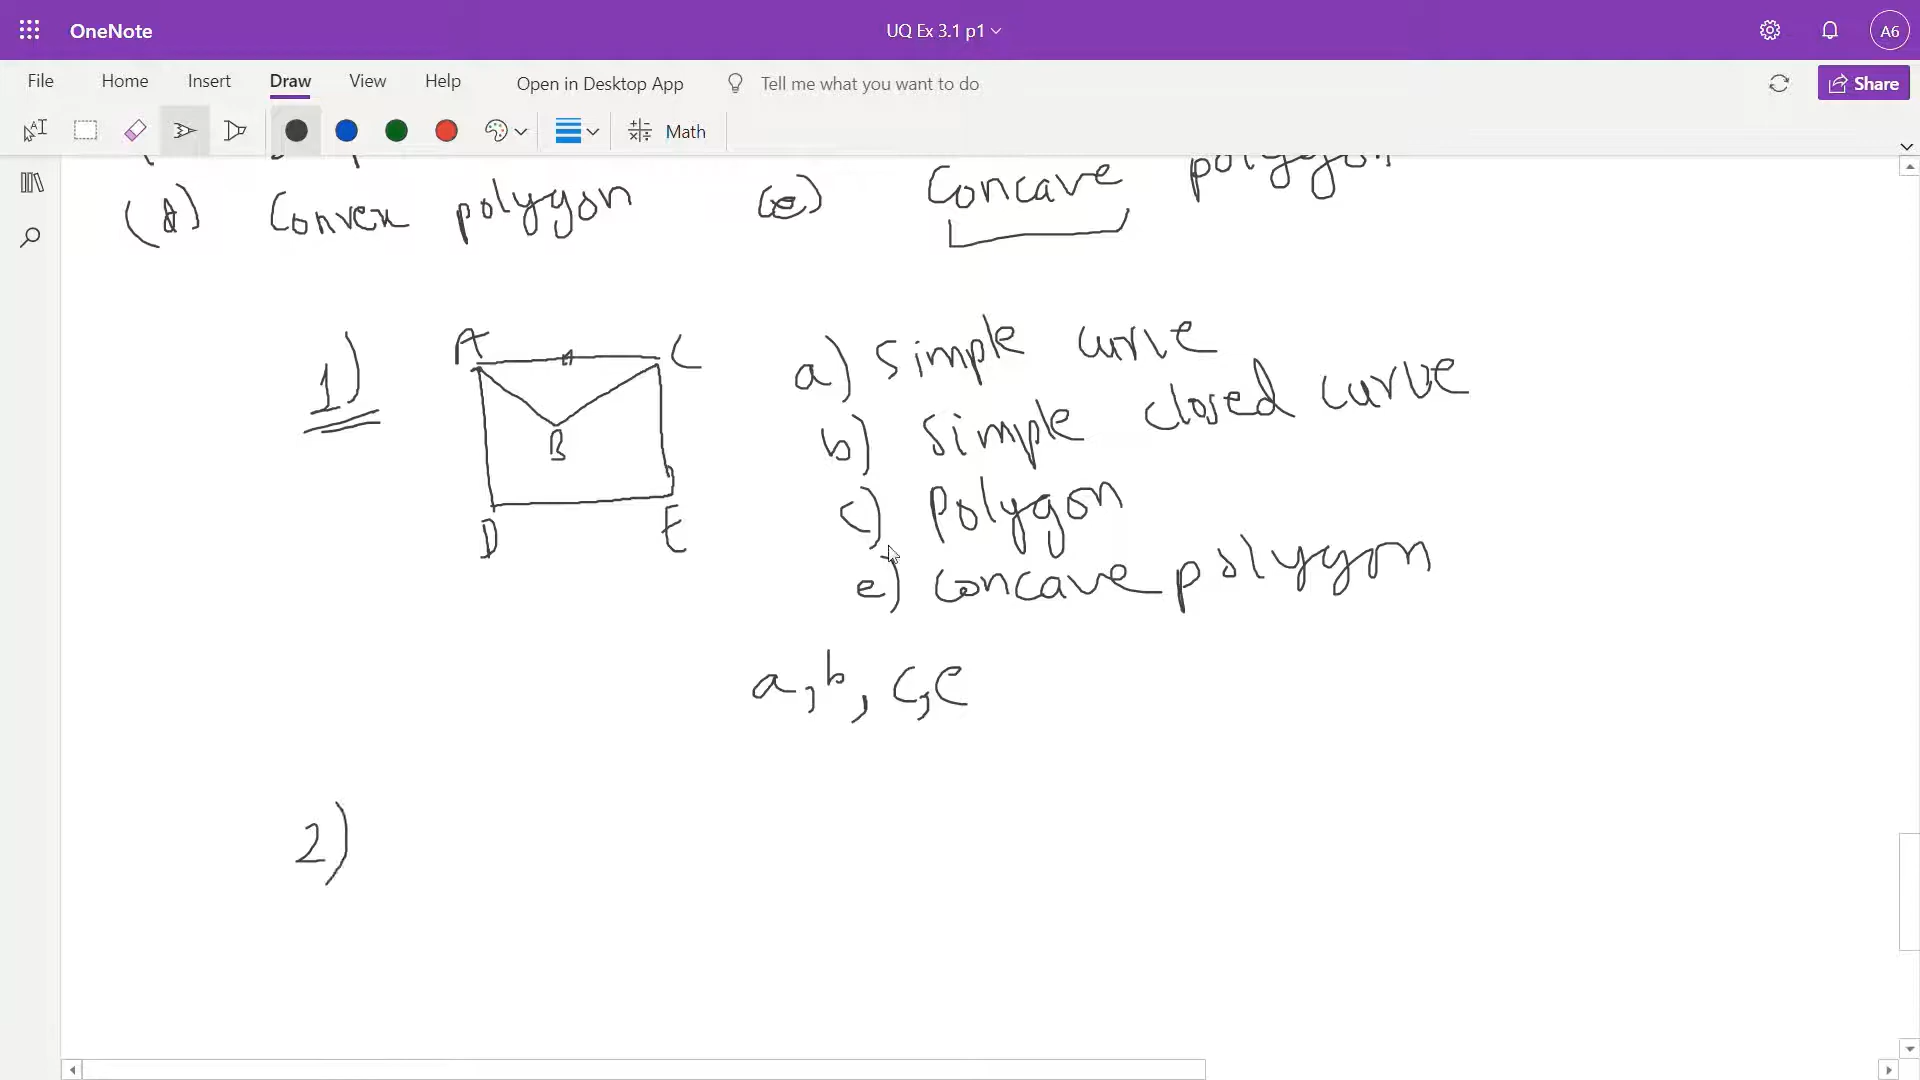 OneNote
UQ Ex 3.1 p1
A6
File Home Insert Draw View Help Open in Desktop App Tell me what you want to do
Share
Math
polygon
(d) Convex polygon (e) Concave
1)
A C
B
D E
a) Simple curve
b) Simple closed curve
c) Polygon
e) concave polygon
a, b, c, e
2)